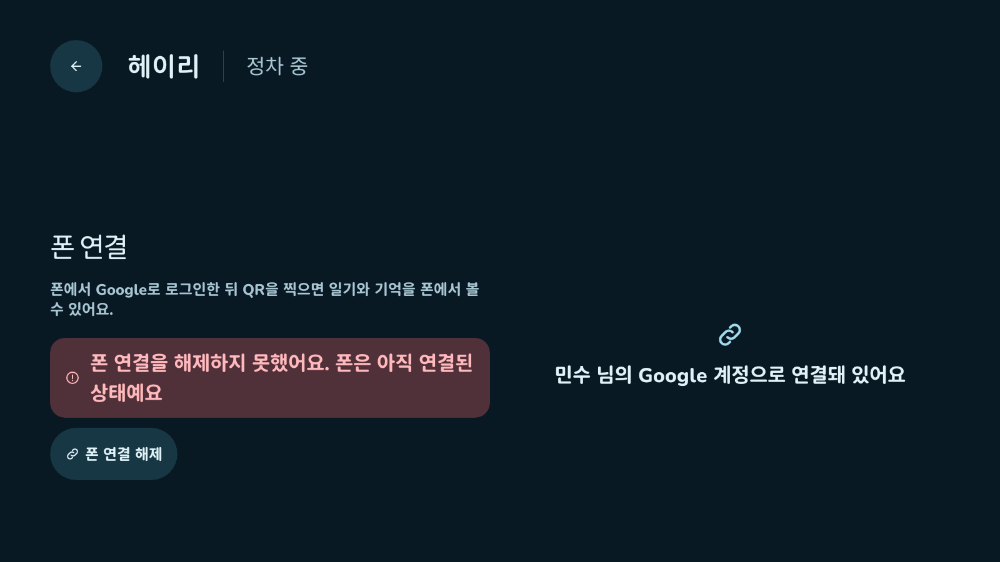 헤이리
정차 중
폰 연결
폰에서 Google로 로그인한 뒤 QR을 찍으면 일기와 기억을 폰에서 볼
수 있어요.
폰 연결을 해제하지 못했어요. 폰은 아직 연결된
상태예요
폰 연결 해제
민수 님의 Google 계정으로 연결돼 있어요